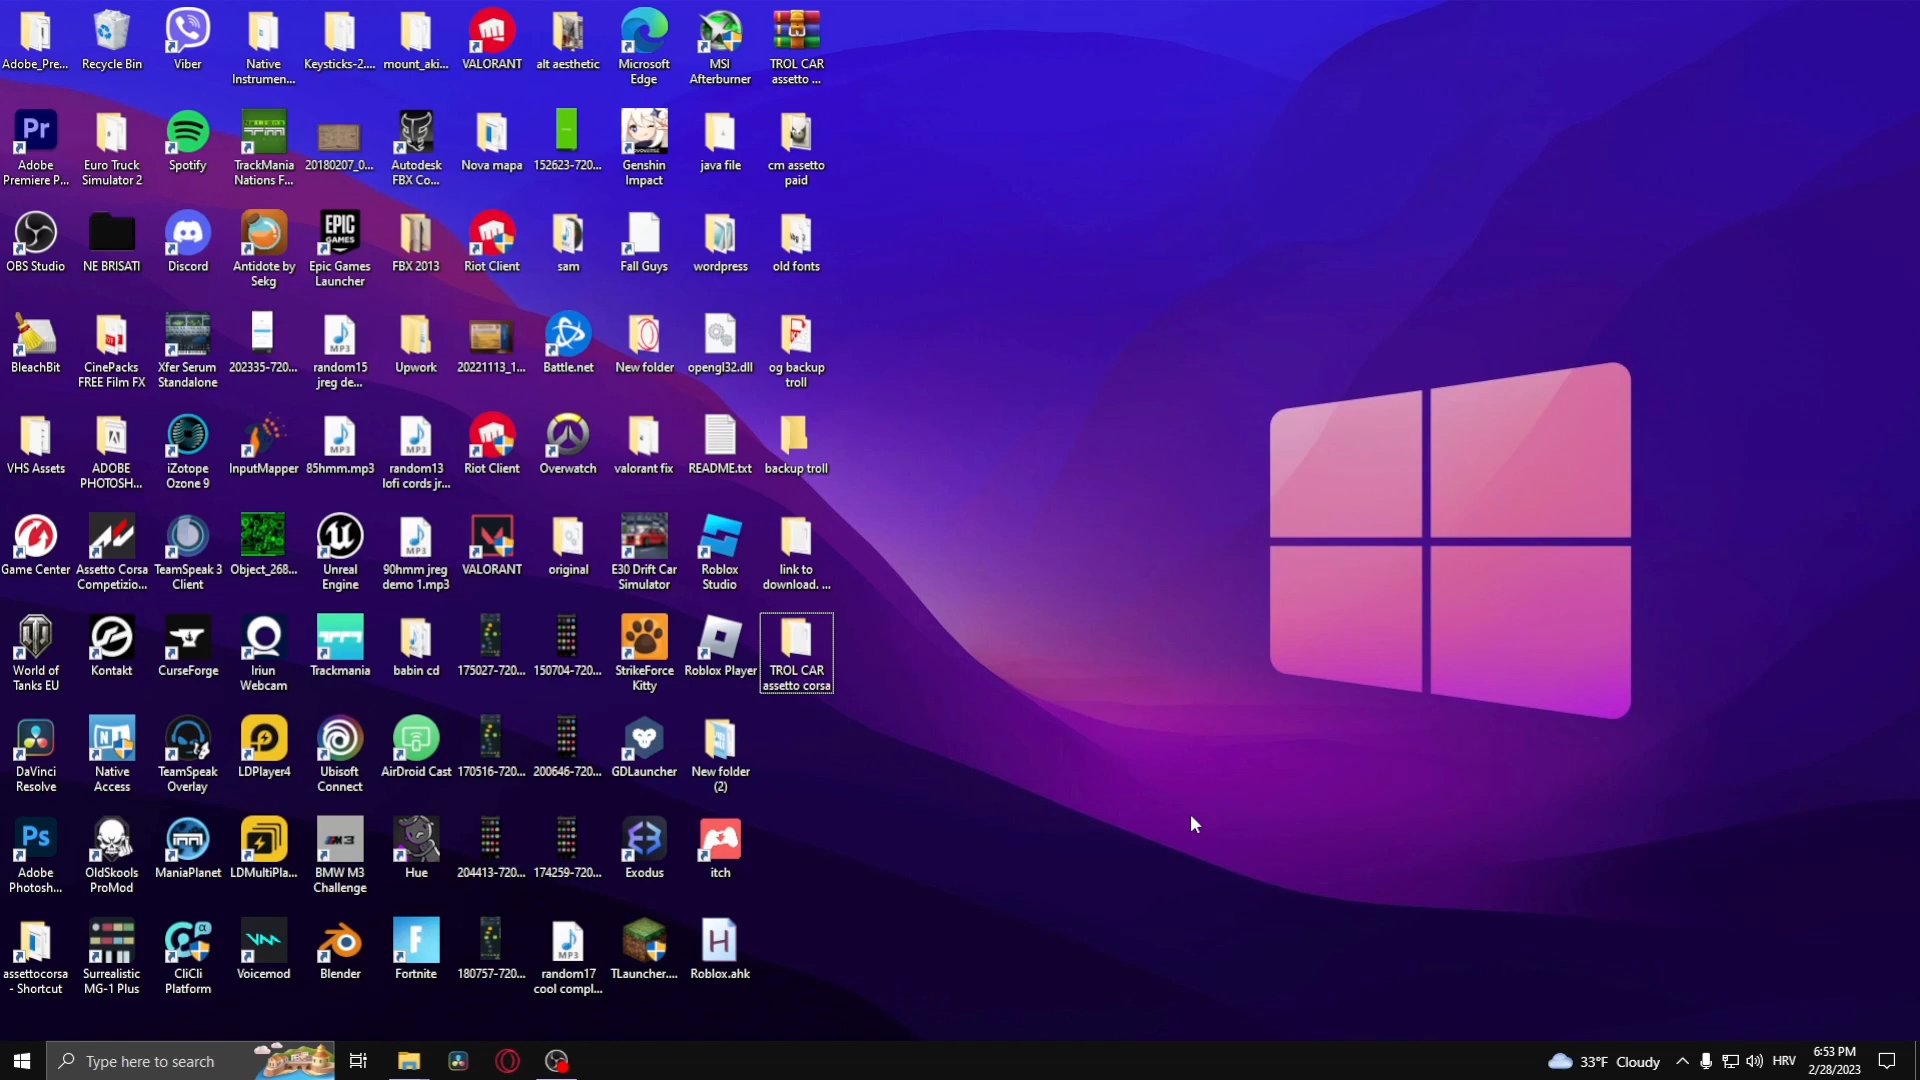 Adobe_Pre...
Recycle Bin
Viber
Native
Instrumen...
Keysticks-2....
mount_aki...
VALORANT
alt aesthetic
Microsoft
Edge
MSI
Afterburner
TROL CAR
assetto ...
Pr
Adobe
Premiere P...
Euro Truck
Simulator 2
Spotify
TrackMania
Nations F...
20180207_0...
Autodesk
FBX Co...
Nova mapa
152623-720...
Genshin
Impact
java file
cm assetto
paid
OBS Studio
NE BRISATI
Discord
Antidote by
Sekg
EPIC
GAMES
Epic Games
Launcher
FBX 2013
Riot Client
sam
Fall Guys
wordpress
old fonts
BleachBit
CinePacks
FREE Film FX
Xfer Serum
Standalone
202335-720...
MP3
random15
jreg de...
Upwork
20221113_1...
Battle.net
New folder
opengl32.dll
og backup
troll
VHS Assets
ADOBE
PHOTOSH...
iZotope
Ozone 9
InputMapper
MP3
85hmm.mp3
MP3
random13
lofi cords jr...
Riot Client
Overwatch
valorant fix
README.txt
backup troll
Game Center
Assetto Corsa
Competizio...
TeamSpeak 3
Client
Object_268...
Unreal
Engine
MP3
90hmm jreg
demo 1.mp3
VALORANT
original
E30 Drift Car
Simulator
Roblox
Studio
link to
download. ...
World of
Tanks EU
Kontakt
CurseForge
Iriun
Webcam
Trackmania
babin cd
175027-720...
150704-720...
StrikeForce
Kitty
Roblox Player
TROL CAR
assetto corsa
DaVinci
Resolve
Native
Access
TeamSpeak
Overlay
LDPlayer4
Ubisoft
Connect
AirDroid Cast
170516-720...
200646-720...
GDLauncher
New folder
(2)
Ps
Adobe
Photosh...
OldSkools
ProMod
ManiaPlanet
LDMultiPla...
M3
BMW M3
Challenge
Hue
204413-720...
174259-720...
Exodus
itch
assettocorsa
- Shortcut
Surrealistic
MG-1 Plus
CliCli
Platform
Voicemod
Blender
F
Fortnite
180757-720...
MP3
random17
cool compl...
TLauncher....
H
Roblox.ahk
Type here to search
33°F Cloudy
HRV
6:53 PM
2/28/2023